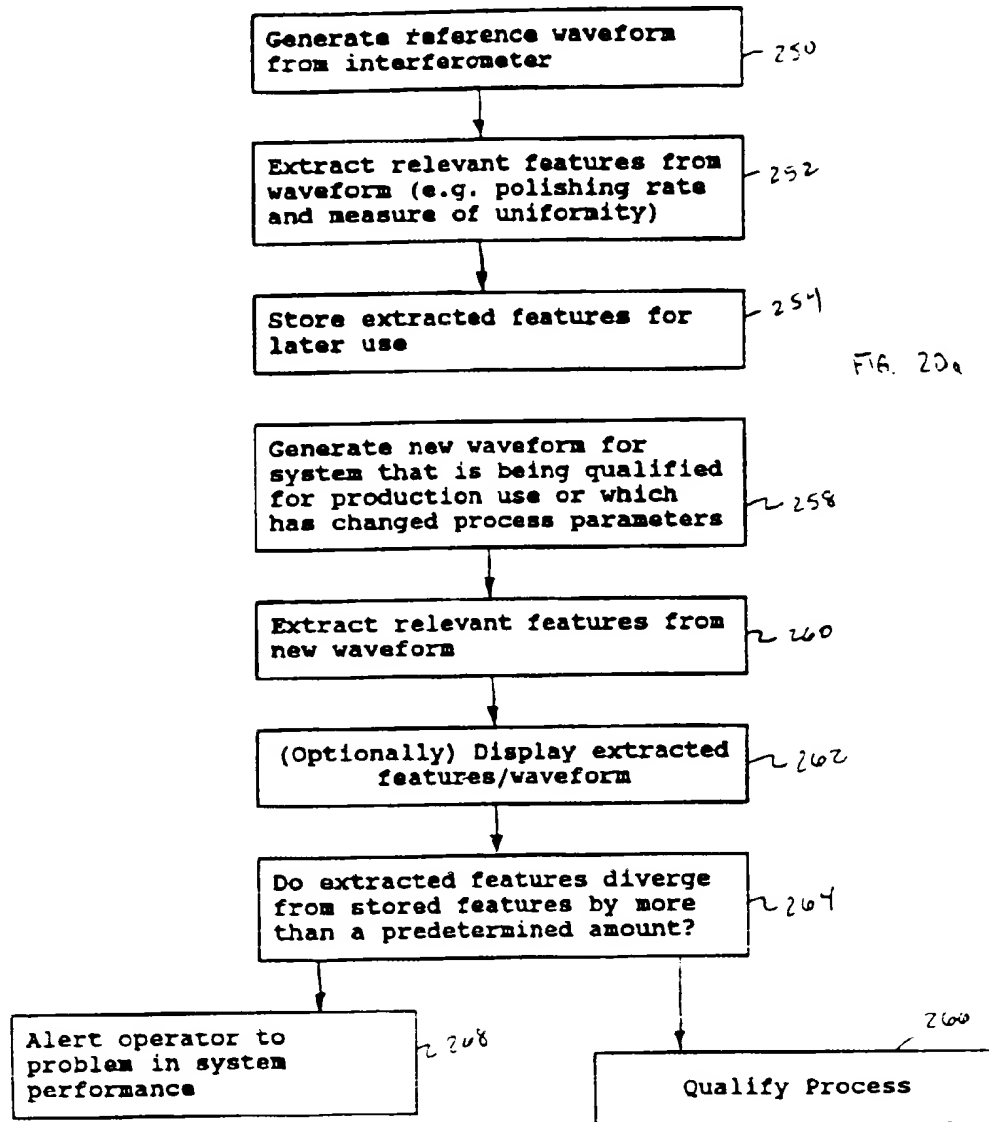 Generate reference waveform
from interferometer
250
Extract relevant features from
waveform (e.g. polishing rate
and measure of uniformity)
252
Store extracted features for
later use
254
FIG. 20a
Generate new waveform for
system that is being qualified
for production use or which
has changed process parameters
258
Extract relevant features from
new waveform
260
(Optionally) Display extracted
features/waveform
262
Do extracted features diverge
from stored features by more
than a predetermined amount?
264
Alert operator to
problem in system
performance
268
266
Qualify Process